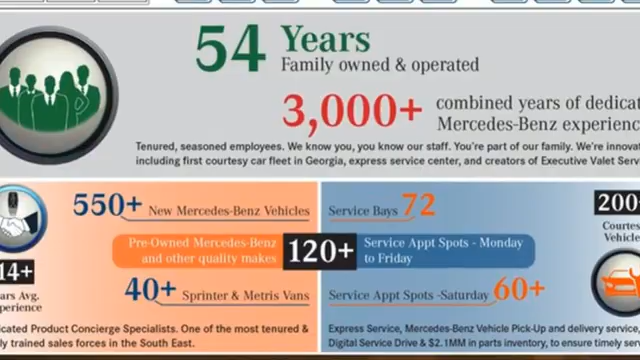 54 Years
Family owned & operated
3,000+ combined years of dedicat
Mercedes-Benz experienc
Tenured, seasoned employees. We know you, you know our staff. You're part of our family. We're innovat
including first courtesy car fleet in Georgia, express service center, and creators of Executive Valet Serv
550+ New Mercedes-Benz Vehicles
Service Bays 72
200+
Courtes
Vehicle
Pre-Owned Mercedes-Benz
and other quality makes
120+
Service Appt Spots - Monday
to Friday
14+
ars Avg.
perience
40+ Sprinter & Metris Vans
Service Appt Spots -Saturday 60+
icated Product Concierge Specialists. One of the most tenured &
ly trained sales forces in the South East.
Express Service, Mercedes-Benz Vehicle Pick-Up and delivery service,
Digital Service Drive & $2.1MM in parts inventory, to ensure timely serv